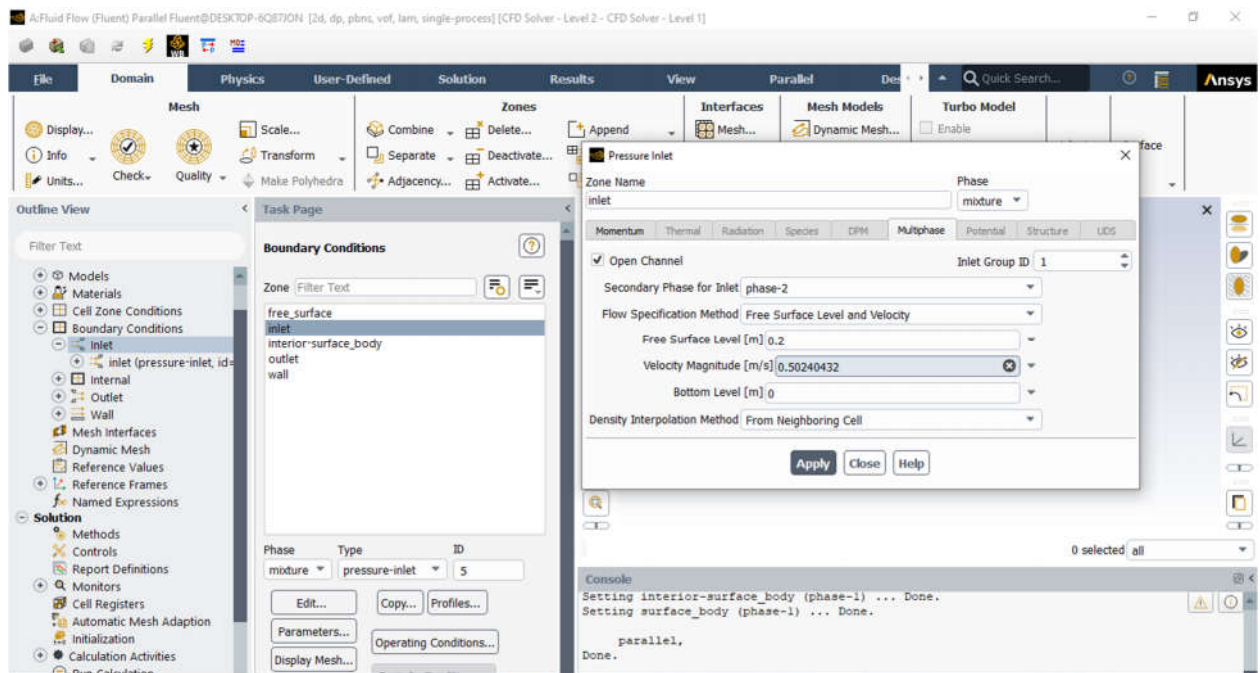 A:Fluid Flow (Fluent) Parallel Fluent@DESKTOP-6Q87JON [2d, dp, pbns, vof, lam, single-process] [CFD Solver - Level 2 - CFD Solver - Level 1]
File Domain Physics User-Defined Solution Results View Parallel Des Quick Search... Ansys
Mesh Zones Interfaces Mesh Models Turbo Model
Display... Scale... Combine Delete... Append Mesh... Dynamic Mesh... Enable
Info Transform Separate Deactivate...
Units... Check Quality Make Polyhedra Adjacency... Activate...
Pressure Inlet
Zone Name Phase
inlet mixture
Momentum Thermal Radiation Species DPM Multiphase Potential Structure UDS
Open Channel Inlet Group ID 1
Secondary Phase for Inlet phase-2
Flow Specification Method Free Surface Level and Velocity
Free Surface Level [m] 0.2
Velocity Magnitude [m/s] 0.50240432
Bottom Level [m] 0
Density Interpolation Method From Neighboring Cell
Apply Close Help
Outline View
Filter Text
Models
Materials
Cell Zone Conditions
Boundary Conditions
Inlet
inlet (pressure-inlet, id=
Internal
Outlet
Wall
Mesh Interfaces
Dynamic Mesh
Reference Values
Reference Frames
Named Expressions
Solution
Methods
Controls
Report Definitions
Monitors
Cell Registers
Automatic Mesh Adaption
Initialization
Calculation Activities
Run Calculation
Task Page
Boundary Conditions
Zone Filter Text
free_surface
inlet
interior-surface_body
outlet
wall
Phase Type ID
mixture pressure-inlet 5
Edit... Copy... Profiles...
Parameters... Operating Conditions...
Display Mesh...
0 selected all
Console
Setting interior-surface_body (phase-1) ... Done.
Setting surface_body (phase-1) ... Done.
parallel,
Done.